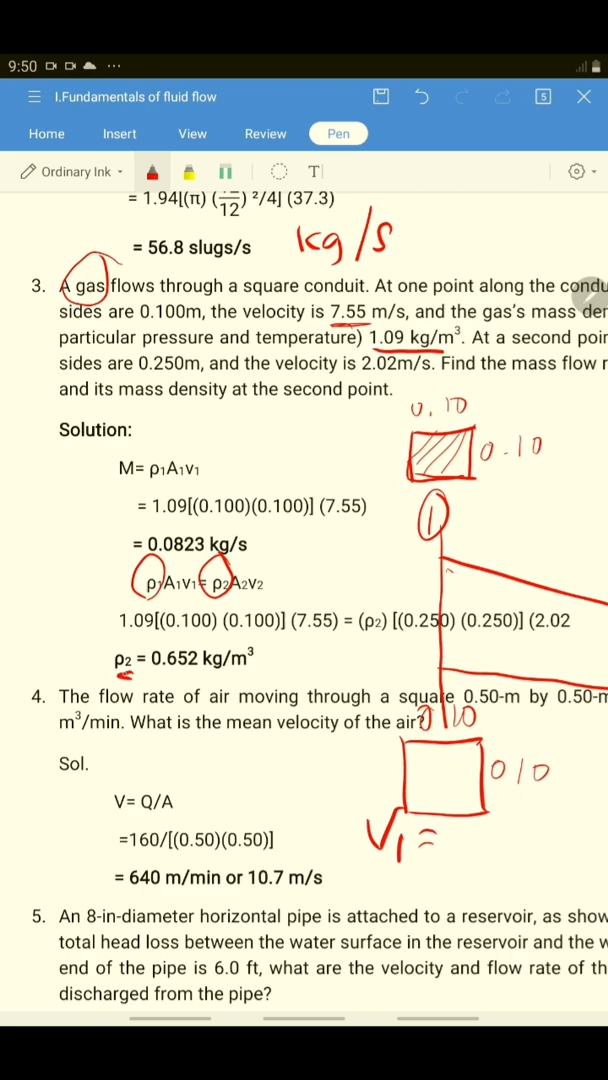 9:50
I.Fundamentals of fluid flow
5
Home Insert View Review Pen
Ordinary Ink T
= 1.94[(π) (12) ²/4] (37.3)
= 56.8 slugs/s
kg/s
3. A gas flows through a square conduit. At one point along the condu
sides are 0.100m, the velocity is 7.55 m/s, and the gas's mass der
particular pressure and temperature) 1.09 kg/m³. At a second poin
sides are 0.250m, and the velocity is 2.02m/s. Find the mass flow r
and its mass density at the second point.
0.10
Solution:
0.10
M= ρ1A1v1
= 1.09[(0.100)(0.100)] (7.55)
1
= 0.0823 kg/s
ρ1A1v1= ρ2A2v2
1.09[(0.100) (0.100)] (7.55) = (ρ2) [(0.250) (0.250)] (2.02
ρ2 = 0.652 kg/m³
4. The flow rate of air moving through a square 0.50-m by 0.50-m
m³/min. What is the mean velocity of the air?
010
Sol.
010
V= Q/A
=160/[(0.50)(0.50)]
V1 =
= 640 m/min or 10.7 m/s
5. An 8-in-diameter horizontal pipe is attached to a reservoir, as show
total head loss between the water surface in the reservoir and the w
end of the pipe is 6.0 ft, what are the velocity and flow rate of th
discharged from the pipe?